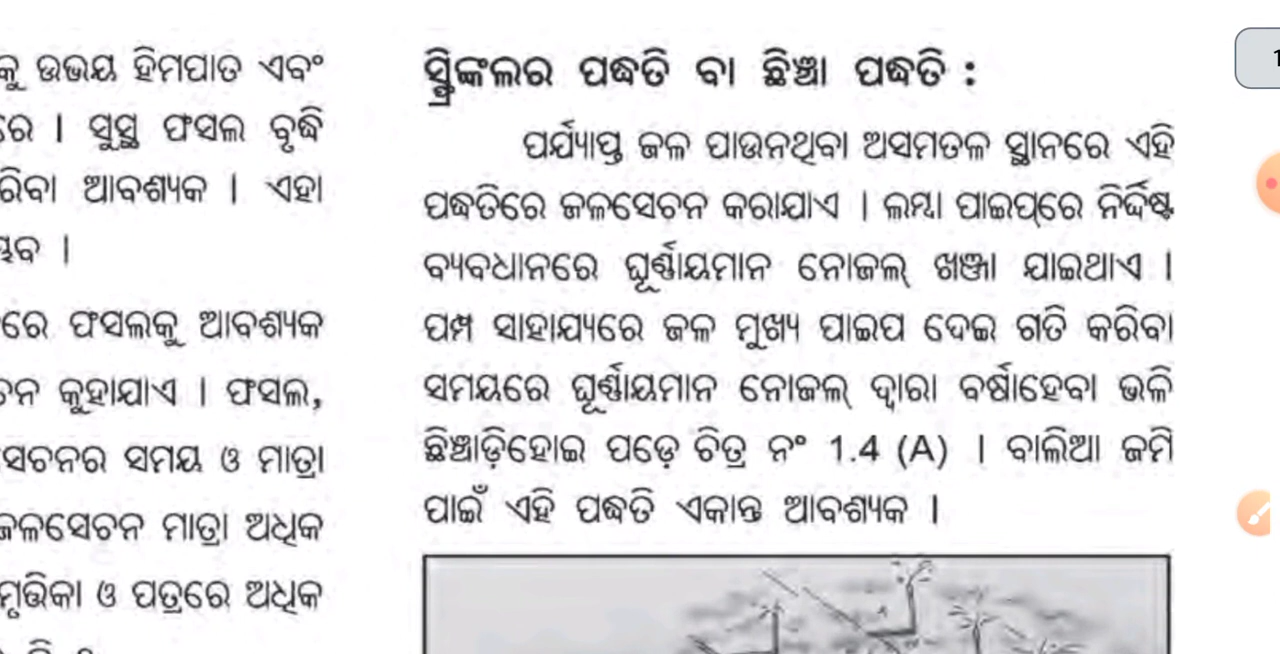 କୁ ଉଭୟ ହିମପାତ ଏବଂ
ରେ । ସୁସ୍ଥ ଫସଲ ବୃଦ୍ଧି
ରିବା ଆବଶ୍ୟକ । ଏହା
ରେ ଫସଲକୁ ଆବଶ୍ୟକ
ଚନ କୁହାଯାଏ । ଫସଲ,
ସେଚନର ସମୟ ଓ ମାତ୍ରା
ଜଳସେଚନ ମାତ୍ରା ଅଧିକ
ମୃତ୍ତିକା ଓ ପତ୍ରରେ ଅଧିକ
ସ୍ପ୍ରିଙ୍କଲର ପଦ୍ଧତି ବା ଛିଞ୍ଚା ପଦ୍ଧତି :
ପର୍ଯ୍ୟାପ୍ତ ଜଳ ପାଉନଥିବା ଅସମତଳ ସ୍ଥାନରେ ଏହି
ପଦ୍ଧତିରେ ଜଳସେଚନ କରାଯାଏ । ଲମ୍ବା ପାଇପ୍‌ରେ ନିର୍ଦ୍ଦିଷ୍ଟ
ବ୍ୟବଧାନରେ ଘୂର୍ଣ୍ଣାୟମାନ ନୋଜଲ୍ ଖଞ୍ଜା ଯାଇଥାଏ ।
ପମ୍ପ ସାହାଯ୍ୟରେ ଜଳ ମୁଖ୍ୟ ପାଇପ ଦେଇ ଗତି କରିବା
ସମୟରେ ଘୂର୍ଣ୍ଣାୟମାନ ନୋଜଲ୍ ଦ୍ୱାରା ବର୍ଷାହେବା ଭଳି
ଛିଞ୍ଚାଡ଼ିହୋଇ ପଡ଼େ ଚିତ୍ର ନଂ 1.4 (A) । ବାଲିଆ ଜମି
ପାଇଁ ଏହି ପଦ୍ଧତି ଏକାନ୍ତ ଆବଶ୍ୟକ ।